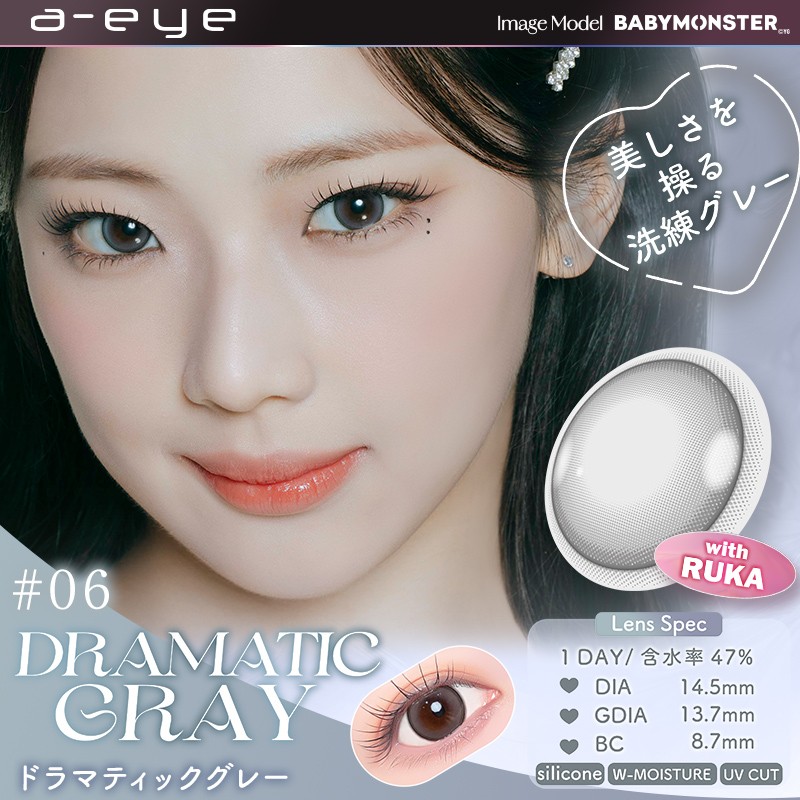 a-eye
Image Model BABYMONSTER ©YG
美しさを
操る
洗練グレー
with
RUKA
#06
DRAMATIC
GRAY
ドラマティックグレー
Lens Spec
1 DAY/ 含水率 47%
DIA 14.5mm
GDIA 13.7mm
BC 8.7mm
silicone W-MOISTURE UV CUT